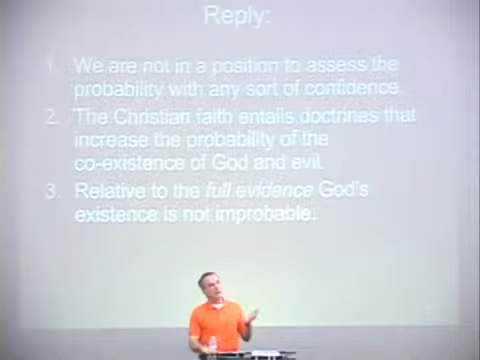 Reply:
1. We are not in a position to assess the
probability with any sort of confidence.
2. The Christian faith entails doctrines that
increase the probability of the
co-existence of God and evil.
3. Relative to the full evidence God's
existence is not improbable.